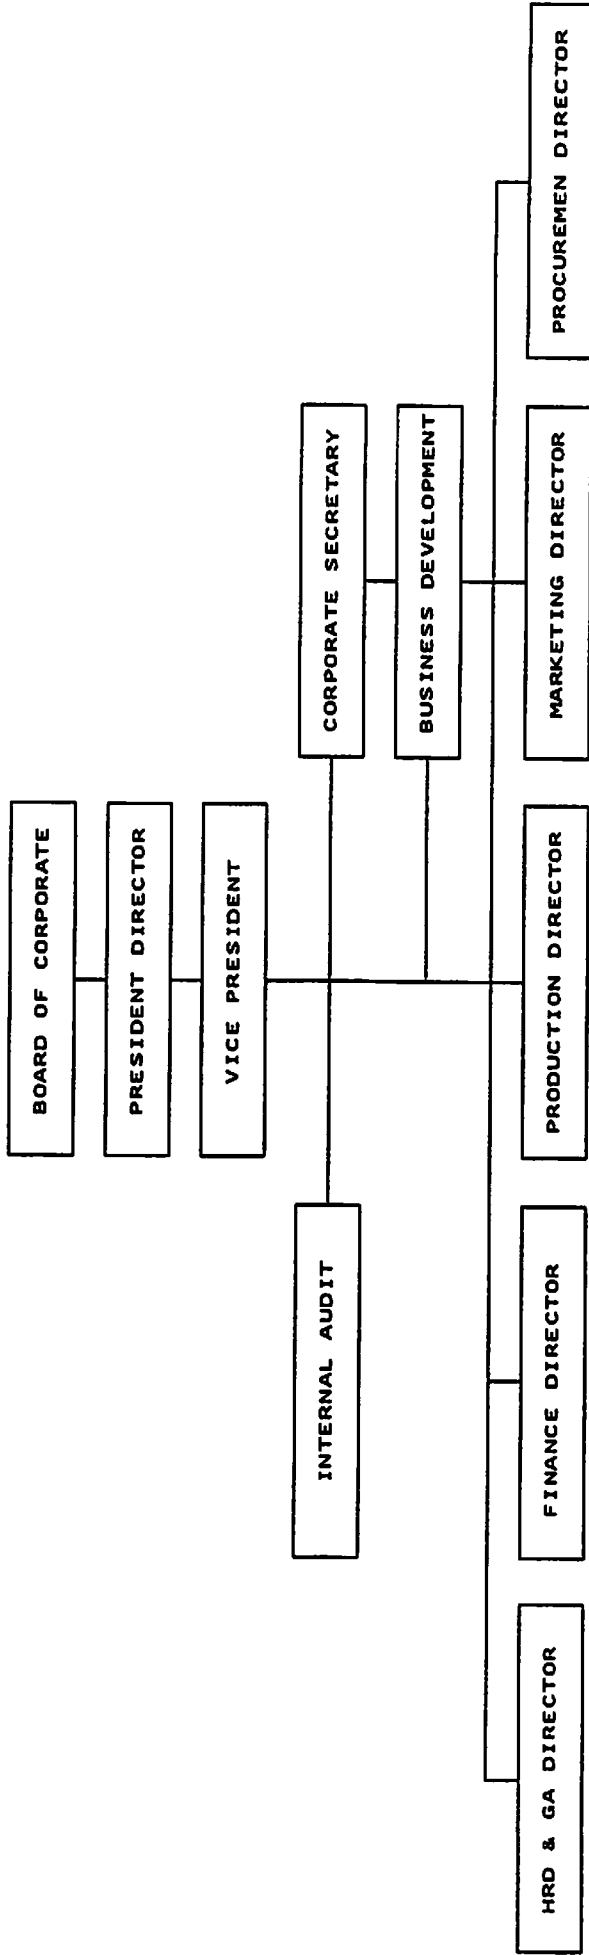 BOARD OF CORPORATE
PRESIDENT DIRECTOR
VICE PRESIDENT
INTERNAL AUDIT
CORPORATE SECRETARY
BUSINESS DEVELOPMENT
HRD & GA DIRECTOR
FINANCE DIRECTOR
PRODUCTION DIRECTOR
MARKETING DIRECTOR
PROCUREMEN DIRECTOR